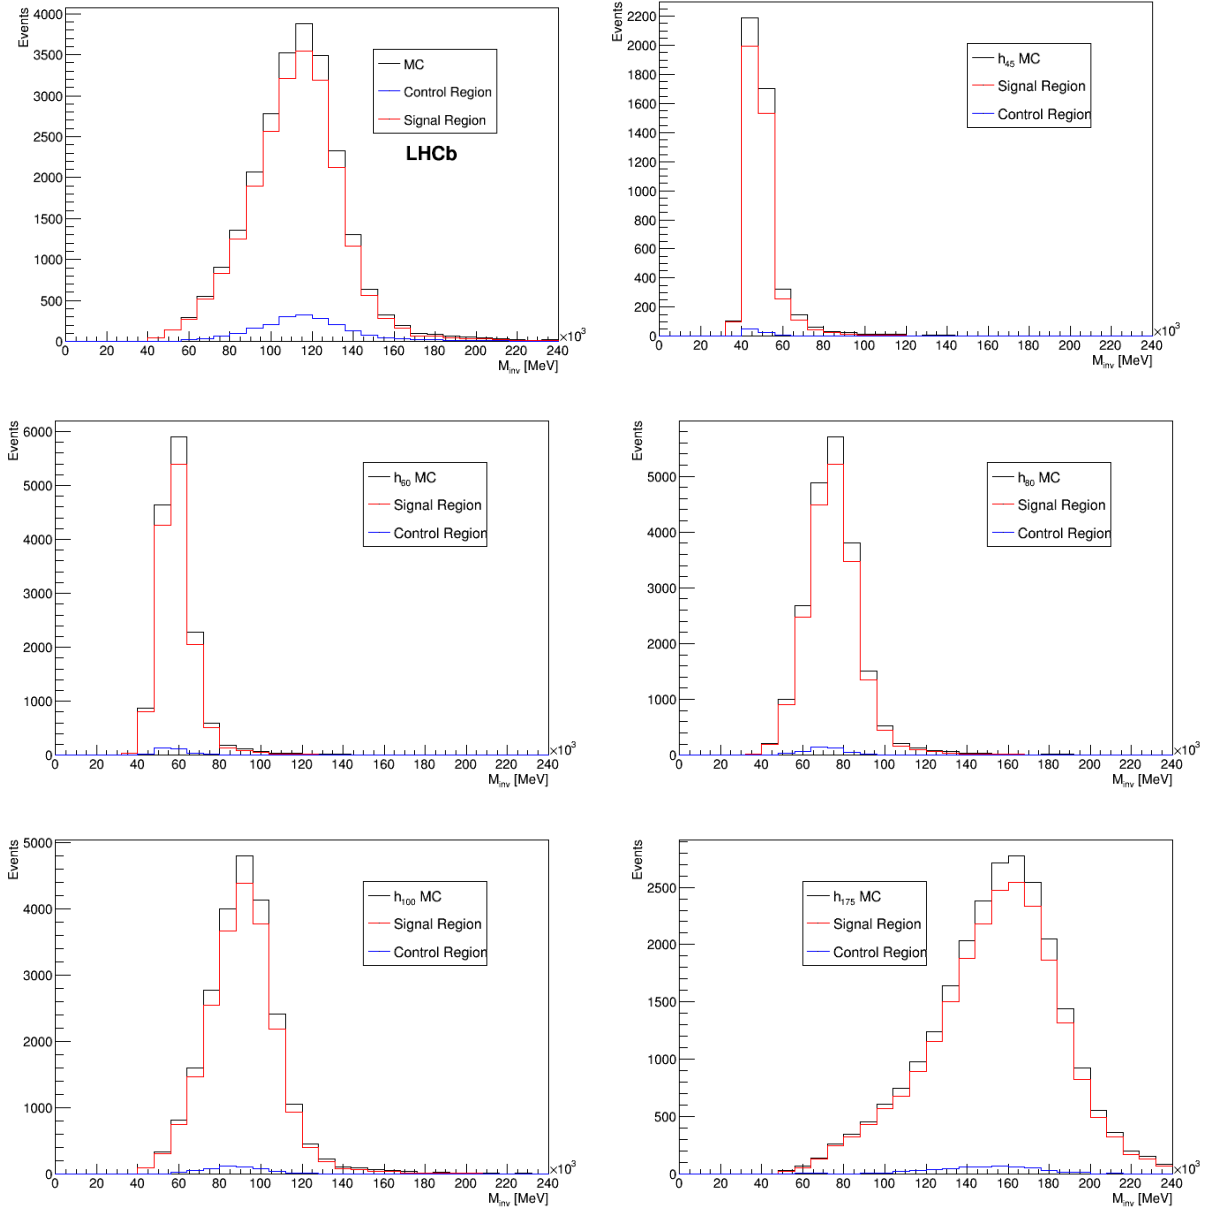 Events
4000
3500
3000
2500
2000
1500
1000
500
0
MC
Control Region
Signal Region
LHCb
0 20 40 60 80 100 120 140 160 180 200 220 240
×10³
M_inv [MeV]
Events
2200
2000
1800
1600
1400
1200
1000
800
600
400
200
0
h₄₅ MC
Signal Region
Control Region
0 20 40 60 80 100 120 140 160 180 200 220 240
×10³
M_inv [MeV]
Events
6000
5000
4000
3000
2000
1000
0
h₆₀ MC
Signal Region
Control Region
0 20 40 60 80 100 120 140 160 180 200 220 240
×10³
M_inv [MeV]
Events
5000
4000
3000
2000
1000
0
h₈₀ MC
Signal Region
Control Region
0 20 40 60 80 100 120 140 160 180 200 220 240
×10³
M_inv [MeV]
Events
5000
4000
3000
2000
1000
0
h₁₀₀ MC
Signal Region
Control Region
0 20 40 60 80 100 120 140 160 180 200 220 240
×10³
M_inv [MeV]
Events
2500
2000
1500
1000
500
0
h₁₇₅ MC
Signal Region
Control Region
0 20 40 60 80 100 120 140 160 180 200 220 240
×10³
M_inv [MeV]